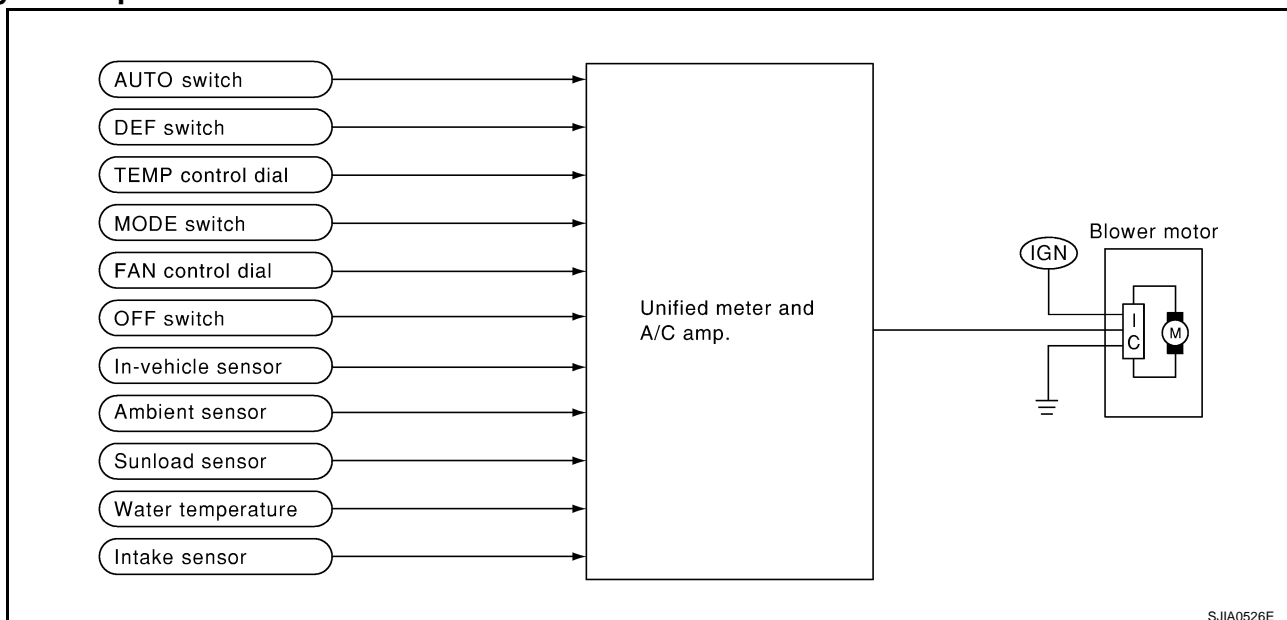 AUTO switch
DEF switch
TEMP control dial
MODE switch
FAN control dial
OFF switch
In-vehicle sensor
Ambient sensor
Sunload sensor
Water temperature
Intake sensor
Unified meter and
A/C amp.
IGN
Blower motor
I
C
M
SJIA0526E